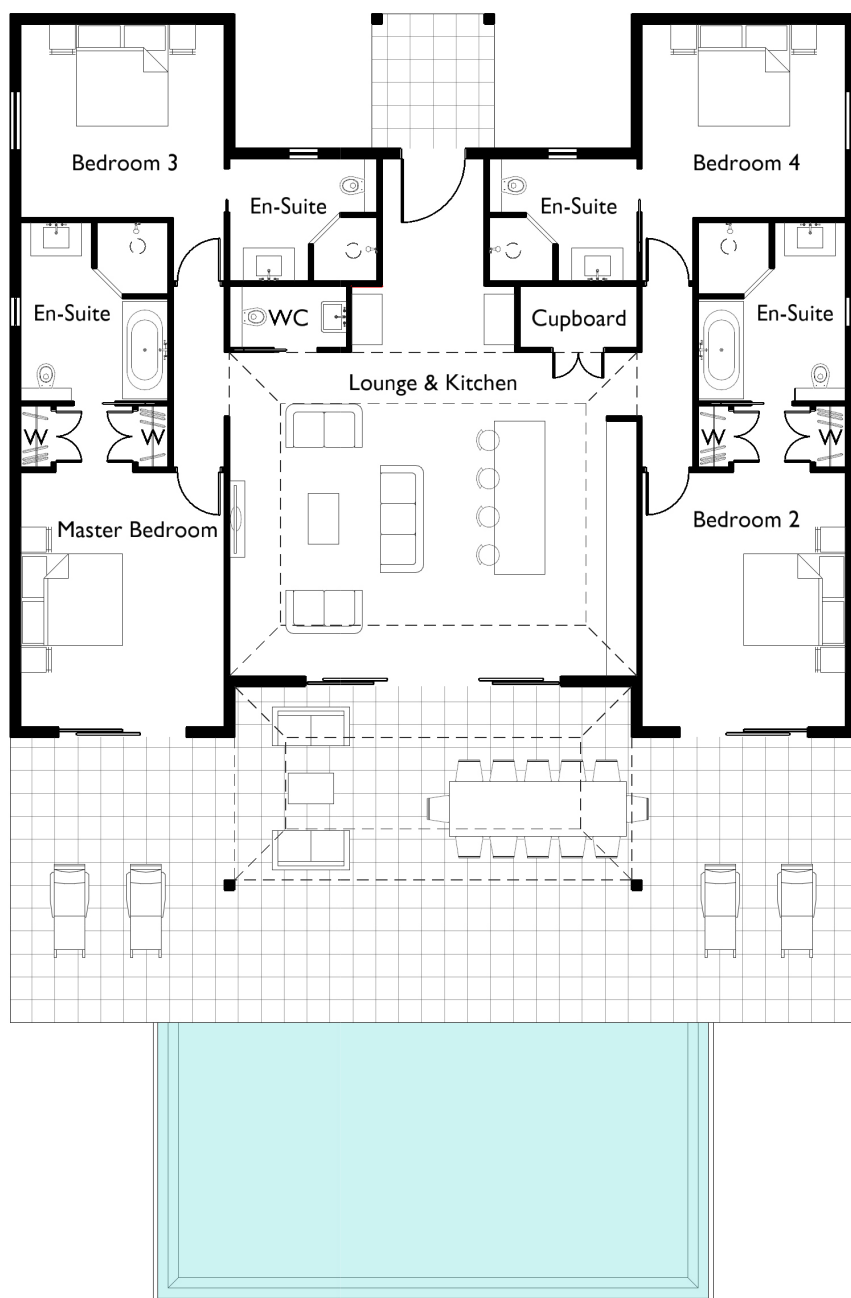 Bedroom 3
Bedroom 4
En-Suite
En-Suite
En-Suite
WC
Cupboard
En-Suite
Lounge & Kitchen
W
W
W
W
Master Bedroom
Bedroom 2